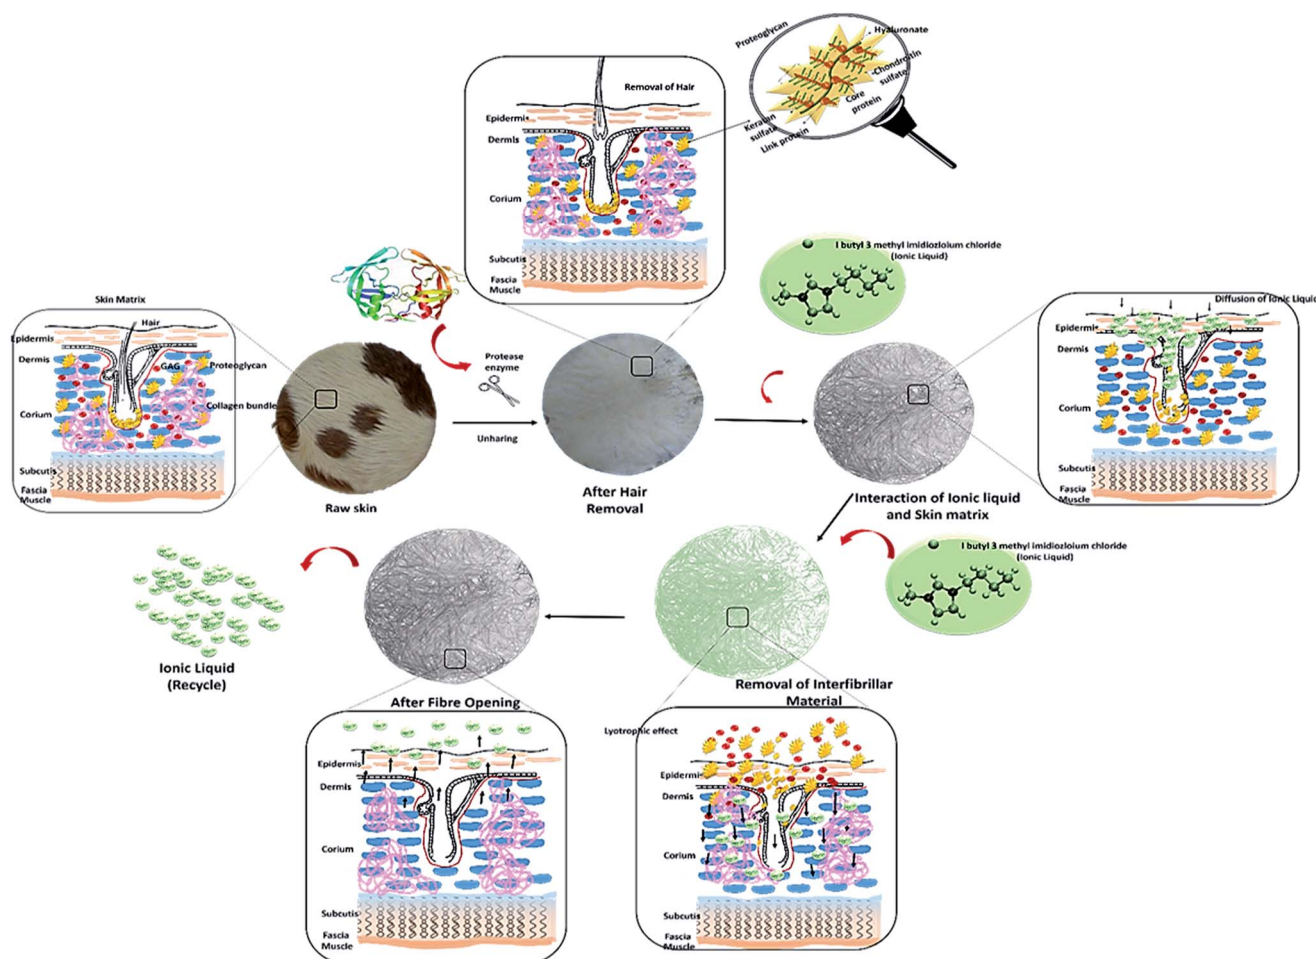 Proteoglycan
Hyaluronate
Chondroitin
sulfate
Core
protein
Keratan
sulfate
Link protein
Removal of Hair
Epidermis
Dermis
Corium
Subcutis
Fascia
Muscle
I butyl 3 methyl imidiozloium chloride
(Ionic Liquid)
Skin Matrix
Hair
Epidermis
Dermis
GAG
Proteoglycan
Corium
Collagen bundle
Subcutis
Fascia
Muscle
Raw skin
Protease
enzyme
Unharing
After Hair
Removal
Interaction of Ionic liquid
and Skin matrix
Diffusion of Ionic Liquid
Epidermis
Dermis
Corium
Subcutis
Fascia
Muscle
I butyl 3 methyl imidiozloium chloride
(Ionic Liquid)
Removal of Interfibrillar
Material
Lyotrophic effect
Epidermis
Dermis
Corium
Subcutis
Fascia
Muscle
After Fibre Opening
Epidermis
Dermis
Corium
Subcutis
Fascia
Muscle
Ionic Liquid
(Recycle)